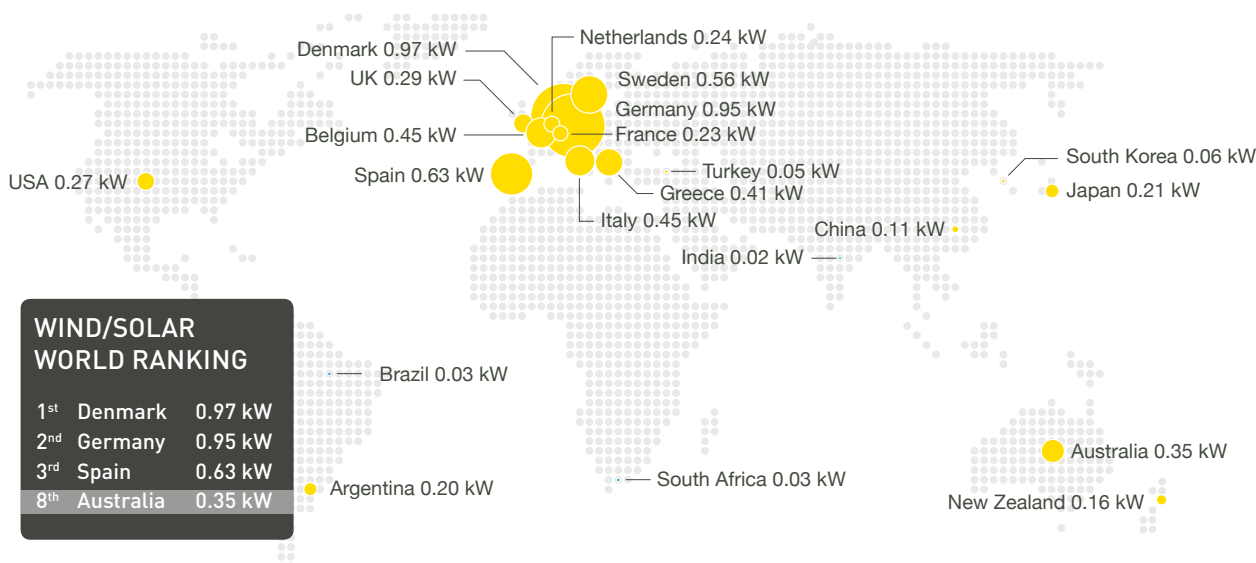 Netherlands 0.24 kW
Denmark 0.97 kW
UK 0.29 kW
Sweden 0.56 kW
Germany 0.95 kW
Belgium 0.45 kW
France 0.23 kW
South Korea 0.06 kW
Spain 0.63 kW
Turkey 0.05 kW
USA 0.27 kW
Greece 0.41 kW
Japan 0.21 kW
Italy 0.45 kW
China 0.11 kW
India 0.02 kW
WIND/SOLAR
WORLD RANKING
1st Denmark 0.97 kW
2nd Germany 0.95 kW
3rd Spain 0.63 kW
8th Australia 0.35 kW
Brazil 0.03 kW
Australia 0.35 kW
South Africa 0.03 kW
Argentina 0.20 kW
New Zealand 0.16 kW